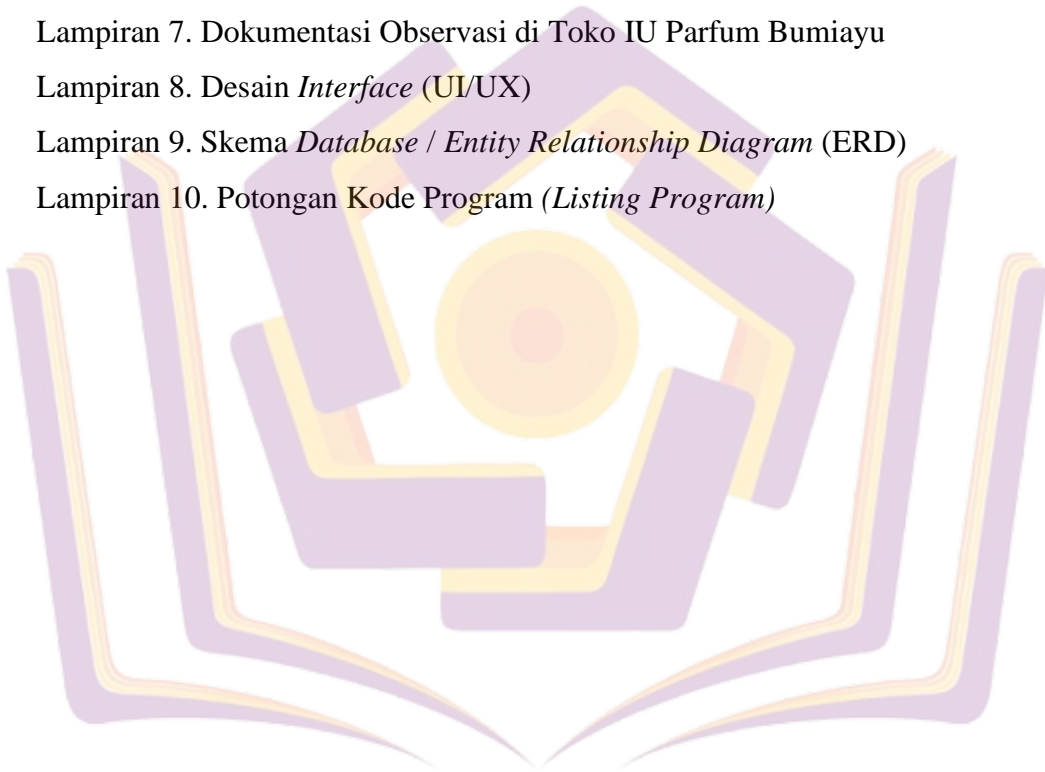 Lampiran 7. Dokumentasi Observasi di Toko IU Parfum Bumiayu
Lampiran 8. Desain Interface (UI/UX)
Lampiran 9. Skema Database / Entity Relationship Diagram (ERD)
Lampiran 10. Potongan Kode Program (Listing Program)